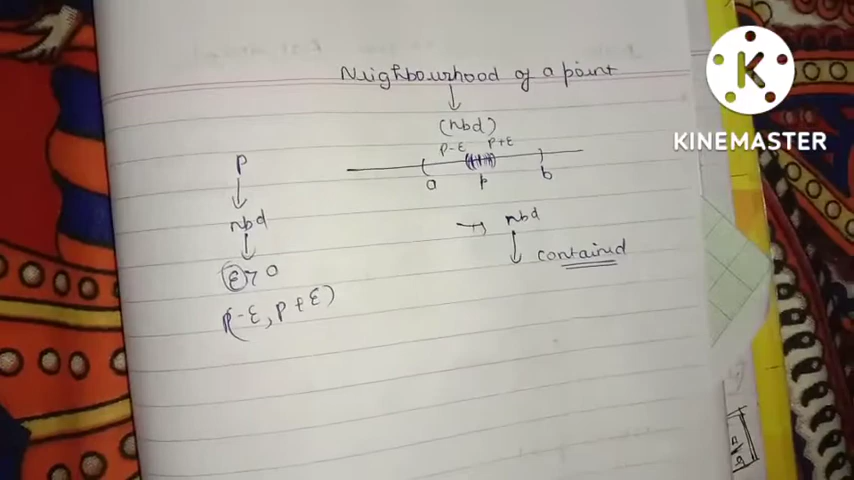 Neighbourhood of a point
(nbd)
P-ε P+ε
a p b
P
nbd
ε>0
(p-ε, p+ε)
→ nbd
contained
KINEMASTER